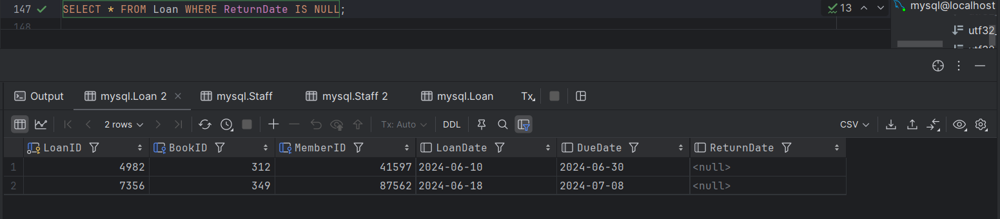 147 SELECT * FROM Loan WHERE ReturnDate IS NULL; 13 mysql@localhost
148 utf32_
Output mysql.Loan 2 mysql.Staff mysql.Staff 2 mysql.Loan Tx
2 rows Tx: Auto DDL CSV
LoanID BookID MemberID LoanDate DueDate ReturnDate
1 4982 312 41597 2024-06-10 2024-06-30 <null>
2 7356 349 87562 2024-06-18 2024-07-08 <null>